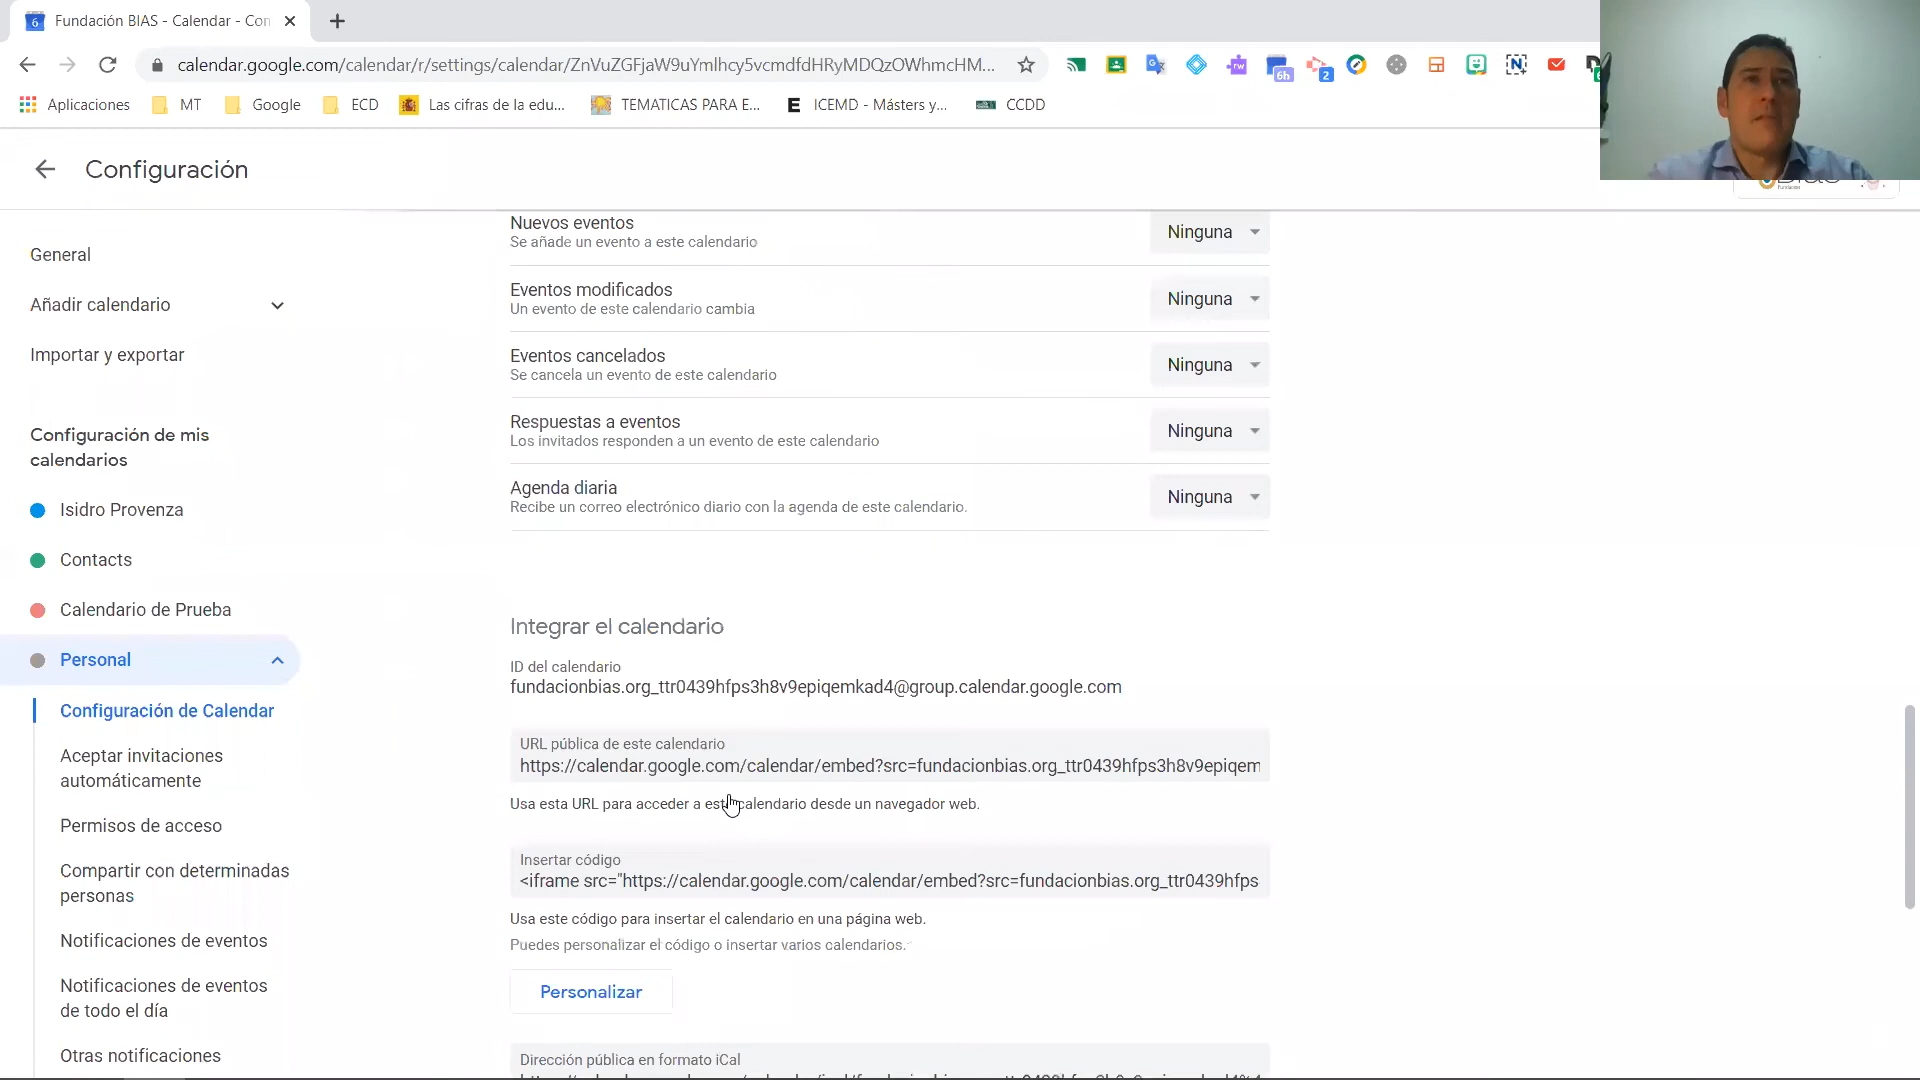 Fundación BIAS - Calendar - Con
calendar.google.com/calendar/r/settings/calendar/ZnVuZGFjaW9uYmlhcy5vcmdfdHRyMDQzOWhmcHM...
6h
2
Aplicaciones
MT
Google
ECD
Las cifras de la edu...
TEMATICAS PARA E...
ICEMD - Másters y...
CCDD
Configuración
General
Añadir calendario
Importar y exportar
Configuración de mis
calendarios
Isidro Provenza
Contacts
Calendario de Prueba
Personal
Configuración de Calendar
Aceptar invitaciones
automáticamente
Permisos de acceso
Compartir con determinadas
personas
Notificaciones de eventos
Notificaciones de eventos
de todo el día
Otras notificaciones
Nuevos eventos
Se añade un evento a este calendario
Ninguna
Eventos modificados
Un evento de este calendario cambia
Ninguna
Eventos cancelados
Se cancela un evento de este calendario
Ninguna
Respuestas a eventos
Los invitados responden a un evento de este calendario
Ninguna
Agenda diaria
Recibe un correo electrónico diario con la agenda de este calendario.
Ninguna
Integrar el calendario
ID del calendario
fundacionbias.org_ttr0439hfps3h8v9epiqemkad4@group.calendar.google.com
URL pública de este calendario
https://calendar.google.com/calendar/embed?src=fundacionbias.org_ttr0439hfps3h8v9epiqem
Usa esta URL para acceder a este calendario desde un navegador web.
Insertar código
<iframe src="https://calendar.google.com/calendar/embed?src=fundacionbias.org_ttr0439hfps
Usa este código para insertar el calendario en una página web.
Puedes personalizar el código o insertar varios calendarios.
Personalizar
Dirección pública en formato iCal